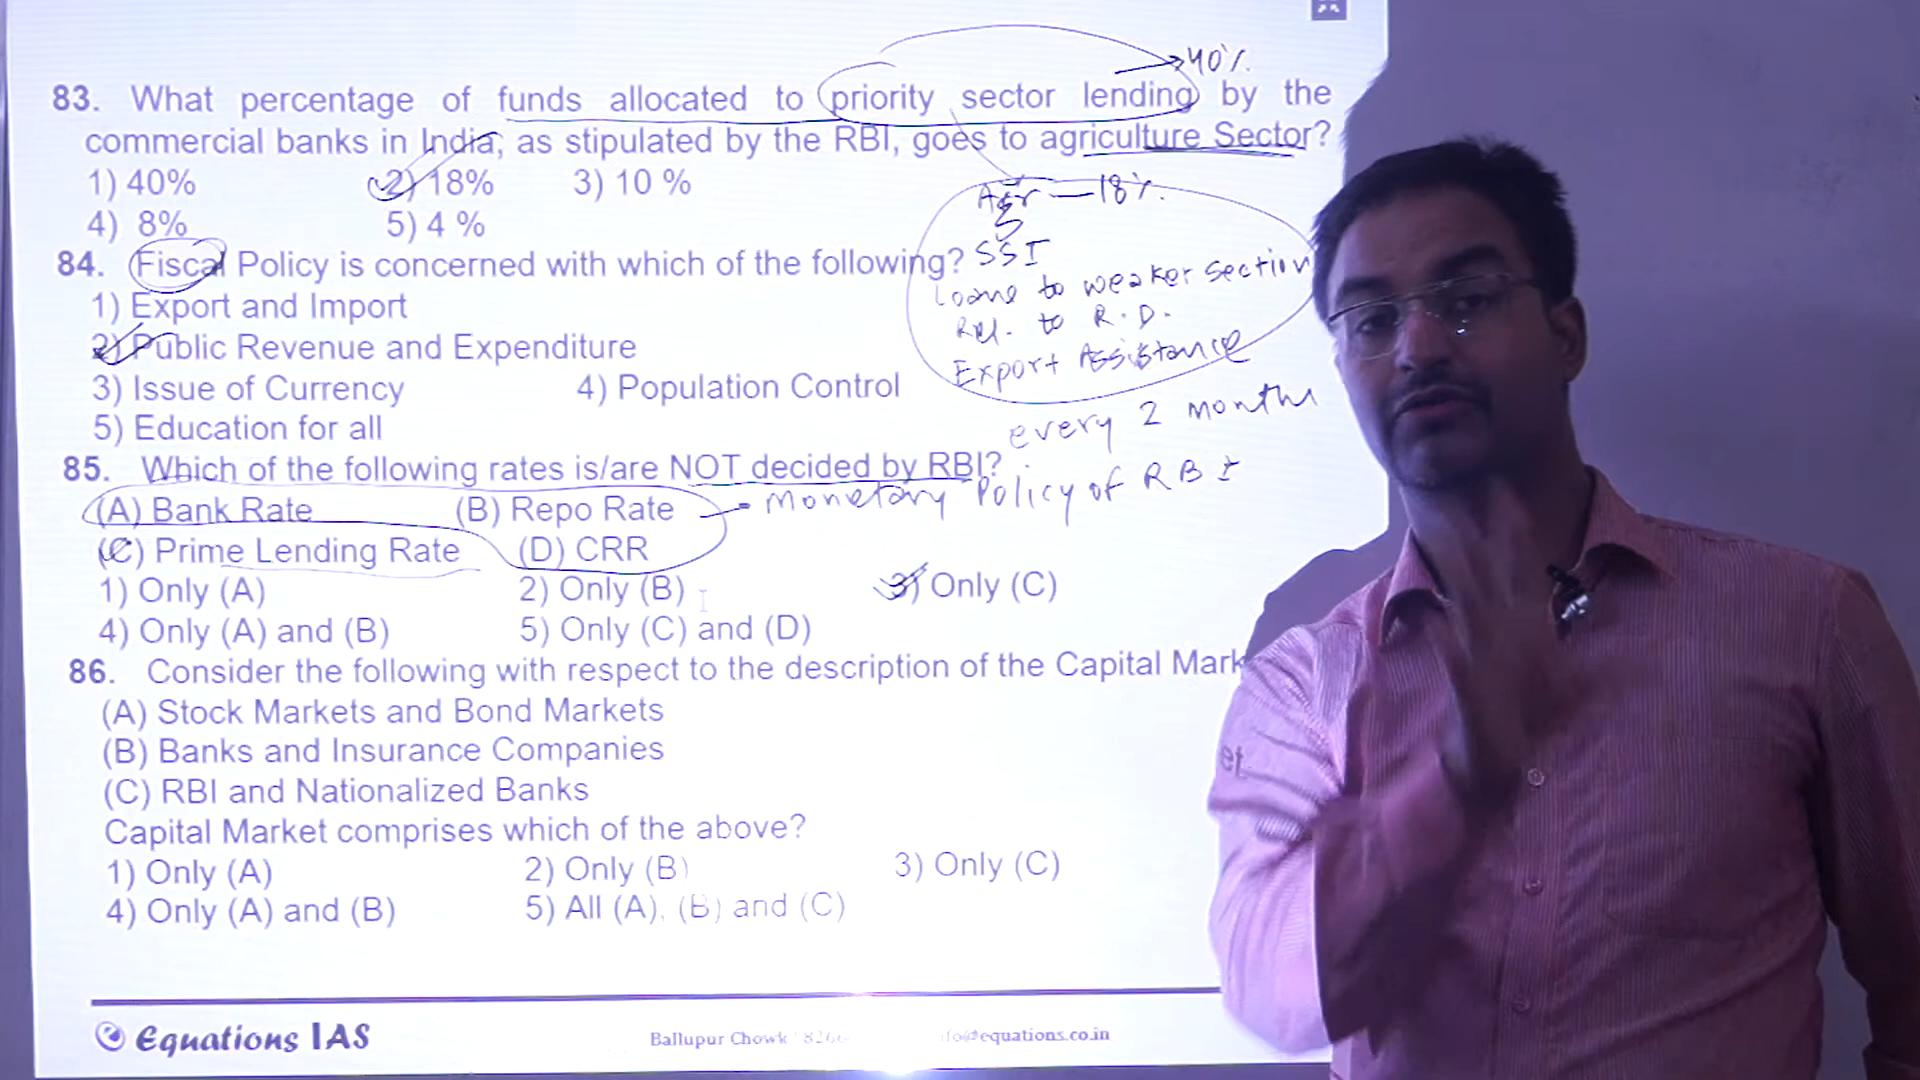 →40%
83. What percentage of funds allocated to priority sector lending by the
commercial banks in India, as stipulated by the RBI, goes to agriculture Sector?
1) 40% 2) 18% 3) 10 %
4) 8% 5) 4 %
Agr — 18%
84. Fiscal Policy is concerned with which of the following?
SSI
1) Export and Import
Loans to weaker section
2) Public Revenue and Expenditure
Rel. to R.D.
Export Assistance
3) Issue of Currency 4) Population Control
5) Education for all
every 2 months
85. Which of the following rates is/are NOT decided by RBI?
(A) Bank Rate (B) Repo Rate
Monetary Policy of RBI
(C) Prime Lending Rate (D) CRR
1) Only (A) 2) Only (B) 3) Only (C)
4) Only (A) and (B) 5) Only (C) and (D)
86. Consider the following with respect to the description of the Capital Mark
et.
(A) Stock Markets and Bond Markets
(B) Banks and Insurance Companies
(C) RBI and Nationalized Banks
Capital Market comprises which of the above?
1) Only (A) 2) Only (B) 3) Only (C)
4) Only (A) and (B) 5) All (A), (B) and (C)
Equations IAS
Ballupur Chowk equations.co.in